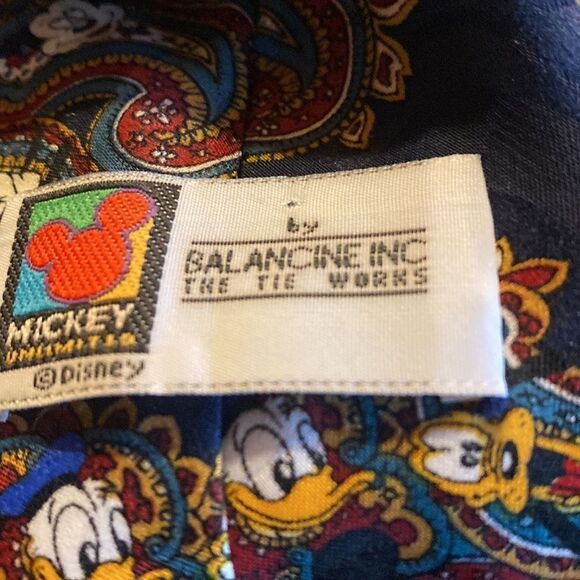 MICKEY
UNLIMITED
© Disney
by
BALANCINE INC
THE TIE WORKS